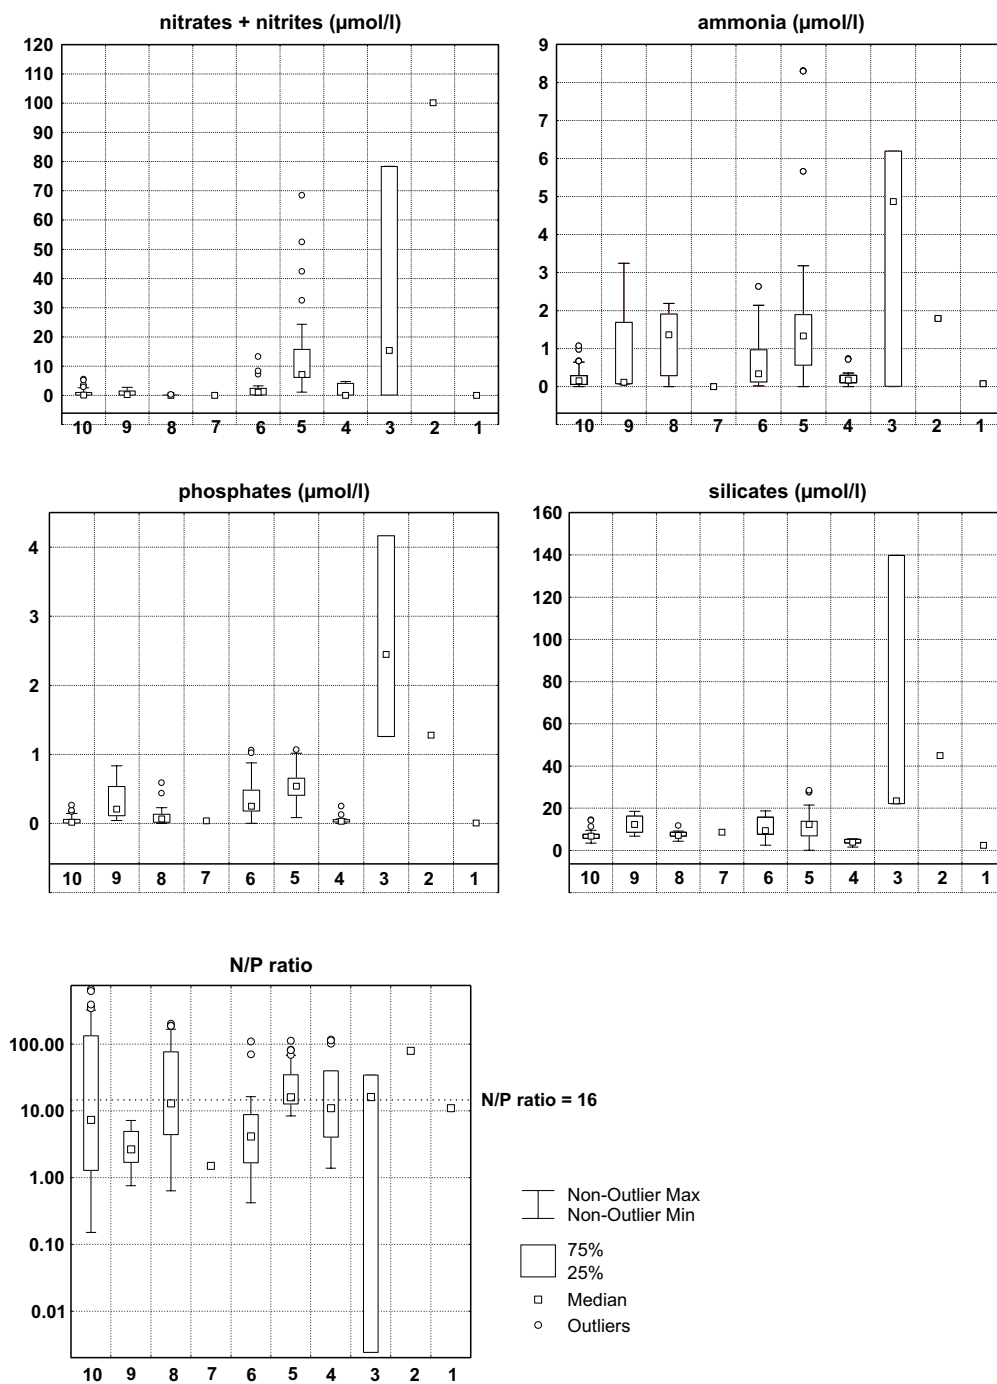 nitrates + nitrites (µmol/l)
120
110
100
90
80
70
60
50
40
30
20
10
0
10 9 8 7 6 5 4 3 2 1
ammonia (µmol/l)
9
8
7
6
5
4
3
2
1
0
10 9 8 7 6 5 4 3 2 1
phosphates (µmol/l)
4
3
2
1
0
10 9 8 7 6 5 4 3 2 1
silicates (µmol/l)
160
140
120
100
80
60
40
20
0
10 9 8 7 6 5 4 3 2 1
N/P ratio
100.00
10.00
1.00
0.10
0.01
10 9 8 7 6 5 4 3 2 1
N/P ratio = 16
Non-Outlier Max
Non-Outlier Min
75%
25%
Median
Outliers